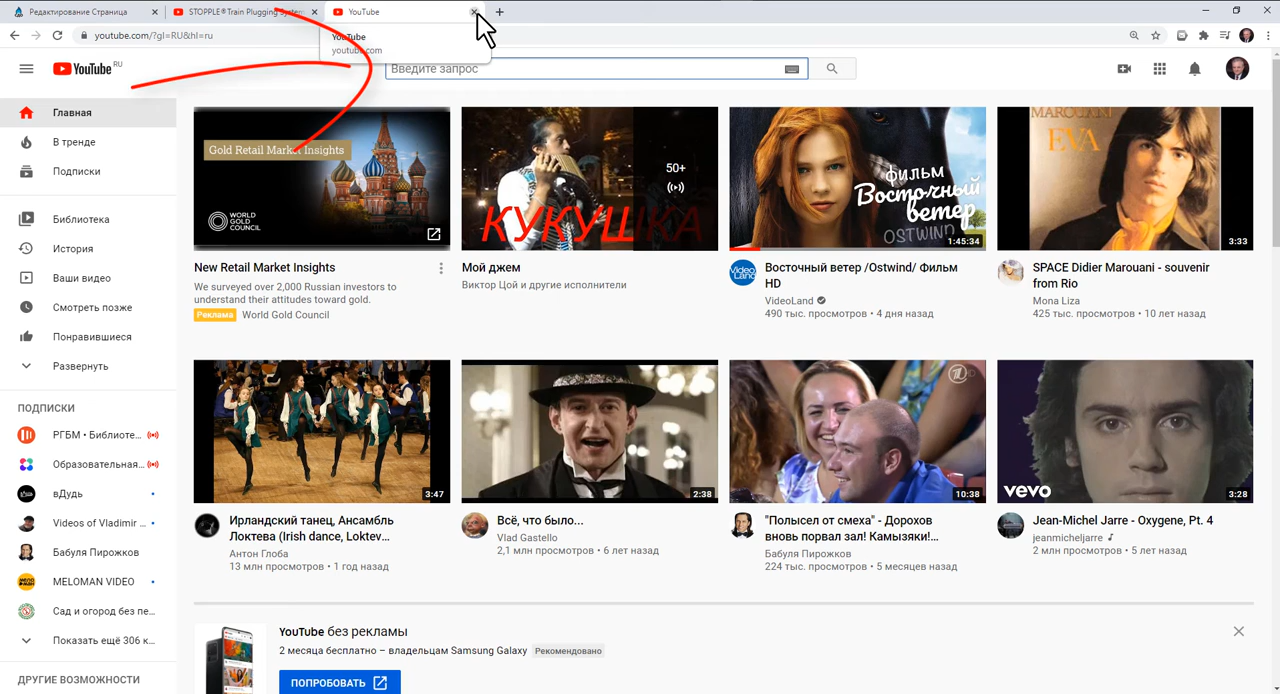 Редактирование Страница
STOPPLE® Train Plugging System
YouTube
youtube.com/?gl=RU&hl=ru
YouTube
youtube.com
YouTube RU
Введите запрос
Главная
В тренде
Подписки
Библиотека
История
Ваши видео
Смотреть позже
Понравившиеся
Развернуть
ПОДПИСКИ
РГБМ • Библиоте...
Образовательная...
вДудь
Videos of Vladimir ...
Бабуля Пирожков
MELOMAN VIDEO
Сад и огород без пе...
Показать ещё 306 к...
ДРУГИЕ ВОЗМОЖНОСТИ
Gold Retail Market Insights
WORLD
GOLD
COUNCIL
New Retail Market Insights
We surveyed over 2,000 Russian investors to
understand their attitudes toward gold.
Реклама World Gold Council
50+
КУКУШКА
Мой джем
Виктор Цой и другие исполнители
фильм
Восточный
ветер
OSTWIND
1:45:34
Video Land
Восточный ветер /Ostwind/ Фильм
HD
VideoLand
490 тыс. просмотров • 4 дня назад
MAROUANI
EVA
3:33
SPACE Didier Marouani - souvenir
from Rio
Mona Liza
425 тыс. просмотров • 10 лет назад
3:47
Ирландский танец, Ансамбль
Локтева (Irish dance, Loktev...
Антон Глоба
13 млн просмотров • 1 год назад
2:38
Всё, что было...
Vlad Gastello
2,1 млн просмотров • 6 лет назад
HD
10:38
"Полысел от смеха" - Дорохов
вновь порвал зал! Камызяки!...
Бабуля Пирожков
224 тыс. просмотров • 5 месяцев назад
vevo
3:28
Jean-Michel Jarre - Oxygene, Pt. 4
jeanmicheljarre
2 млн просмотров • 5 лет назад
YouTube без рекламы
2 месяца бесплатно – владельцам Samsung Galaxy Рекомендовано
ПОПРОБОВАТЬ